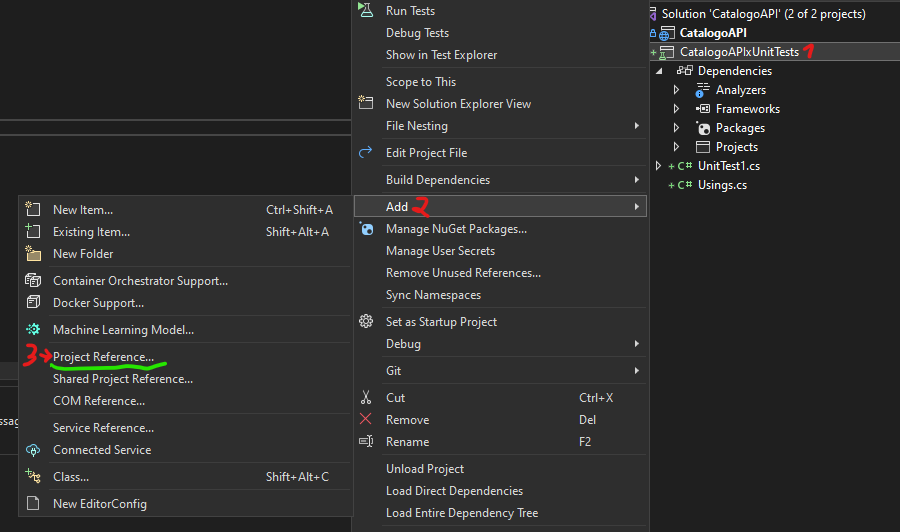 Run Tests
Debug Tests
Show in Test Explorer
Scope to This
New Solution Explorer View
File Nesting
Edit Project File
Build Dependencies
Add 2
Manage NuGet Packages...
Manage User Secrets
Remove Unused References...
Sync Namespaces
Set as Startup Project
Debug
Git
Cut Ctrl+X
Remove Del
Rename F2
Unload Project
Load Direct Dependencies
Load Entire Dependency Tree
New Item... Ctrl+Shift+A
Existing Item... Shift+Alt+A
New Folder
Container Orchestrator Support...
Docker Support...
Machine Learning Model...
3→ Project Reference...
Shared Project Reference...
COM Reference...
Service Reference...
Connected Service
Class... Shift+Alt+C
New EditorConfig
Solution 'CatalogoAPI' (2 of 2 projects)
CatalogoAPI
CatalogoAPIxUnitTests 1
Dependencies
Analyzers
Frameworks
Packages
Projects
C# UnitTest1.cs
C# Usings.cs